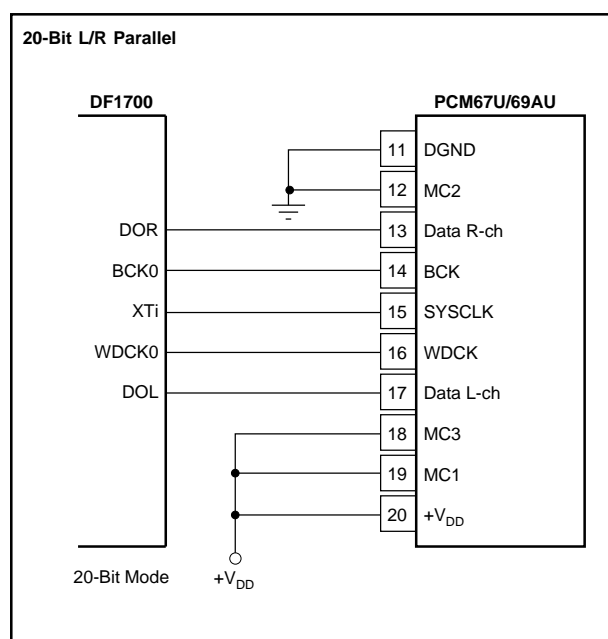 20-Bit L/R Parallel
DF1700 PCM67U/69AU
11 DGND
12 MC2
DOR 13 Data R-ch
BCK0 14 BCK
XTi 15 SYSCLK
WDCK0 16 WDCK
DOL 17 Data L-ch
18 MC3
19 MC1
20 +VDD
20-Bit Mode +VDD